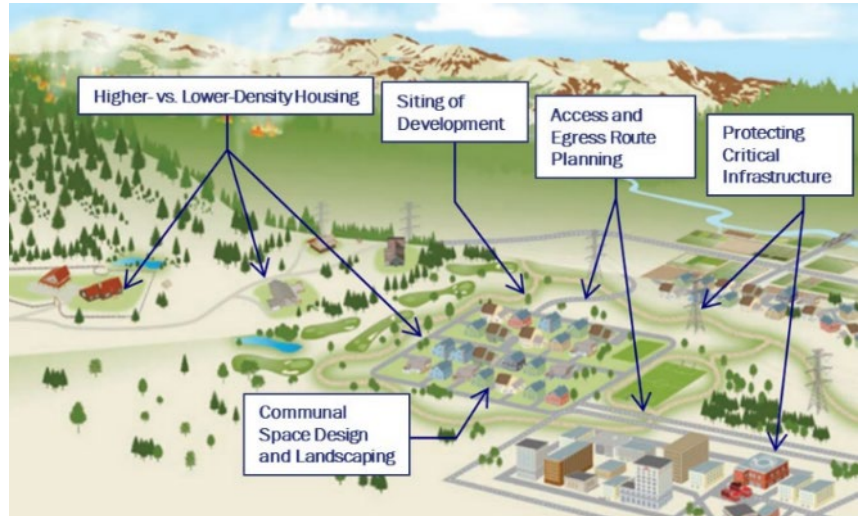 Higher- vs. Lower-Density Housing
Siting of
Development
Access and
Egress Route
Planning
Protecting
Critical
Infrastructure
Communal
Space Design
and Landscaping